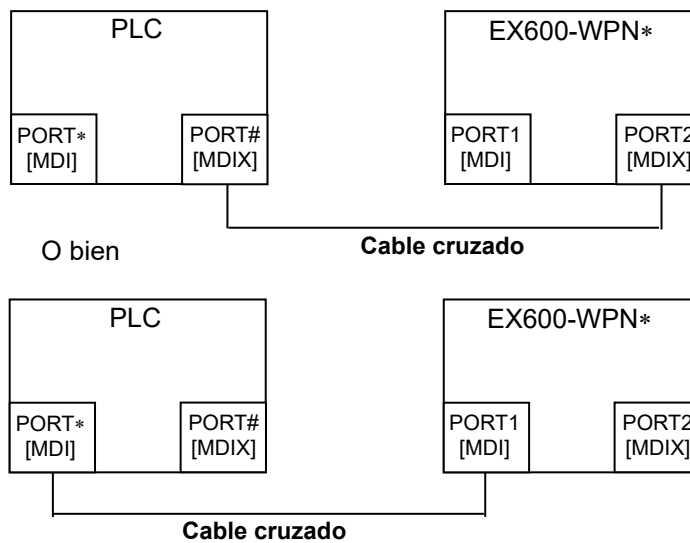 PLC
EX600-WPN*
PORT*
[MDI]
PORT#
[MDIX]
PORT1
[MDI]
PORT2
[MDIX]
Cable cruzado
O bien
PLC
EX600-WPN*
PORT*
[MDI]
PORT#
[MDIX]
PORT1
[MDI]
PORT2
[MDIX]
Cable cruzado